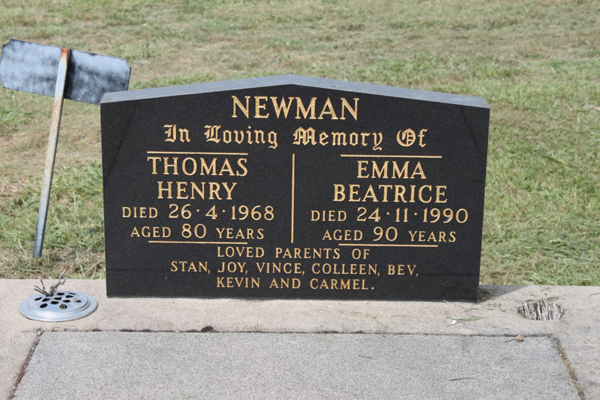 NEWMAN
In Loving Memory Of
THOMAS
HENRY
DIED 26·4·1968
AGED 80 YEARS
EMMA
BEATRICE
DIED 24·11·1990
AGED 90 YEARS
LOVED PARENTS OF
STAN, JOY, VINCE, COLLEEN, BEV,
KEVIN AND CARMEL.